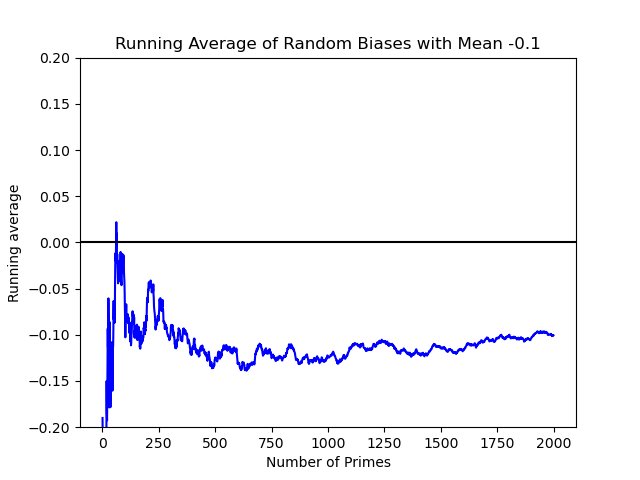 Running Average of Random Biases with Mean -0.1
0.20
0.15
0.10
0.05
0.00
−0.05
−0.10
−0.15
−0.20
Running average
0 250 500 750 1000 1250 1500 1750 2000
Number of Primes